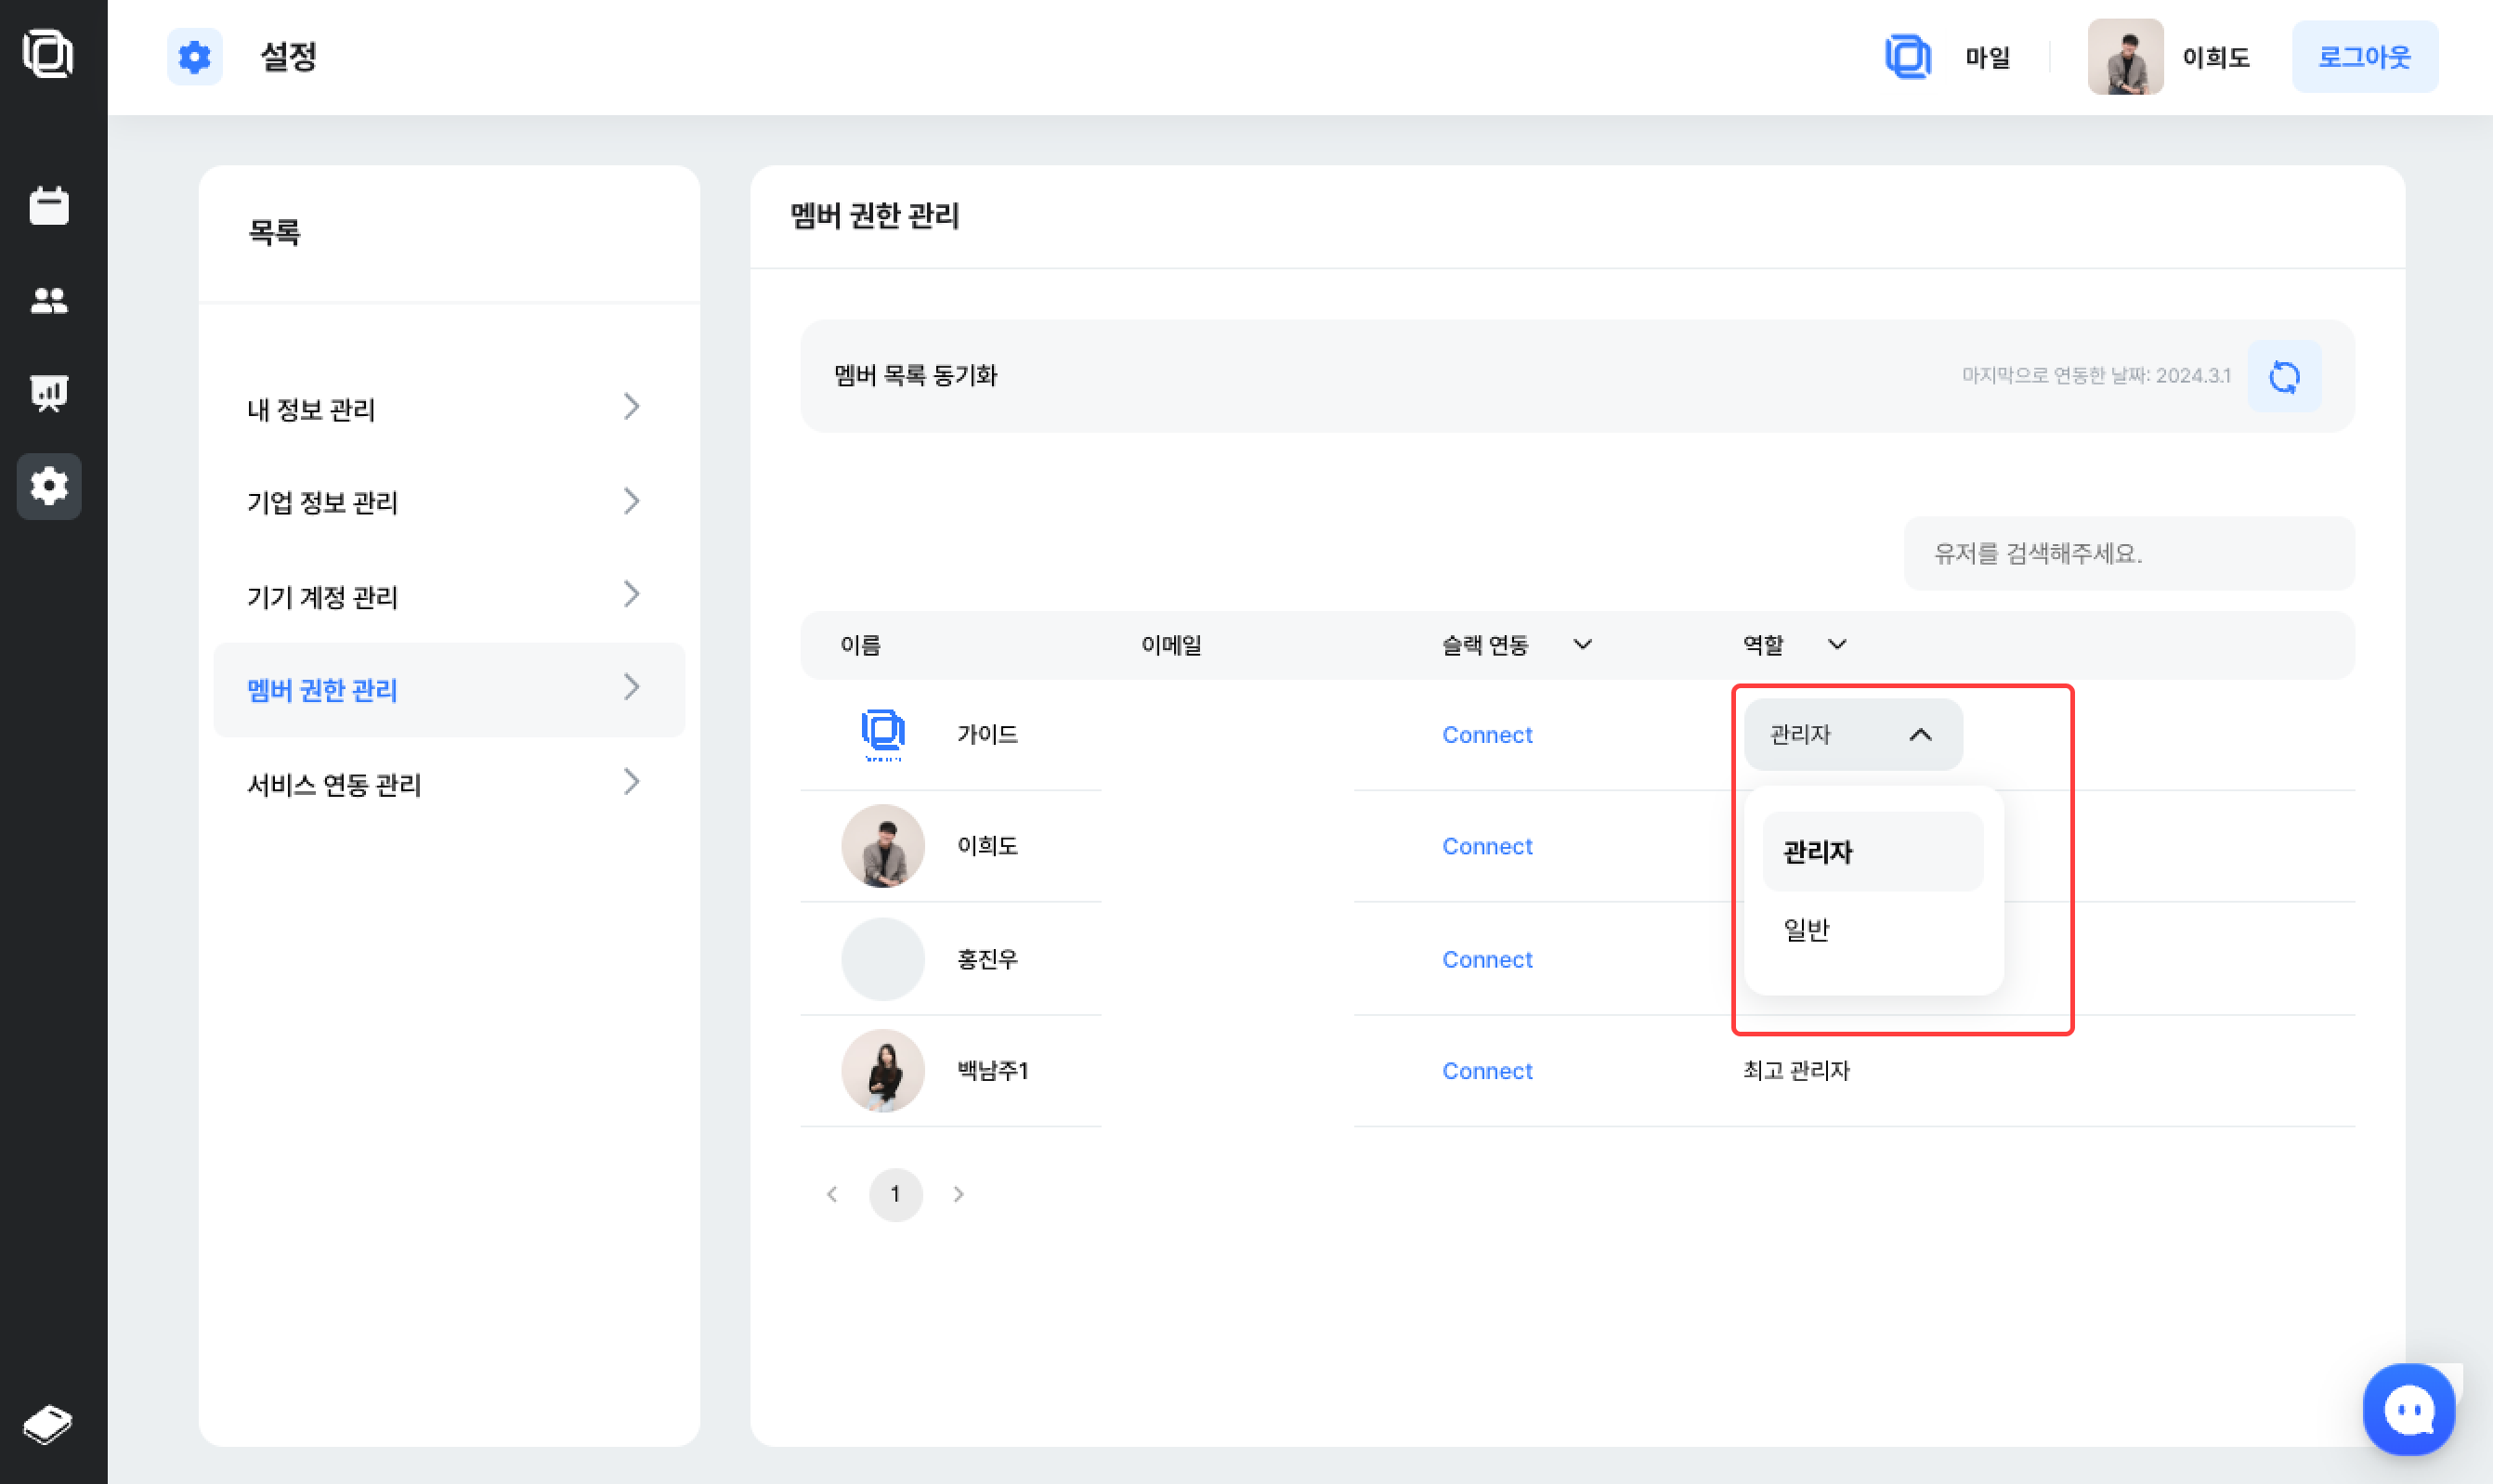 설정
마일
이희도
로그아웃
목록
내 정보 관리
기업 정보 관리
기기 계정 관리
멤버 권한 관리
서비스 연동 관리
멤버 권한 관리
멤버 목록 동기화
마지막으로 연동한 날짜: 2024.3.1
유저를 검색해주세요.
이름 이메일 슬랙 연동 역할
가이드 Connect 관리자
이희도 Connect
관리자
일반
홍진우 Connect
백남주1 Connect 최고 관리자
1